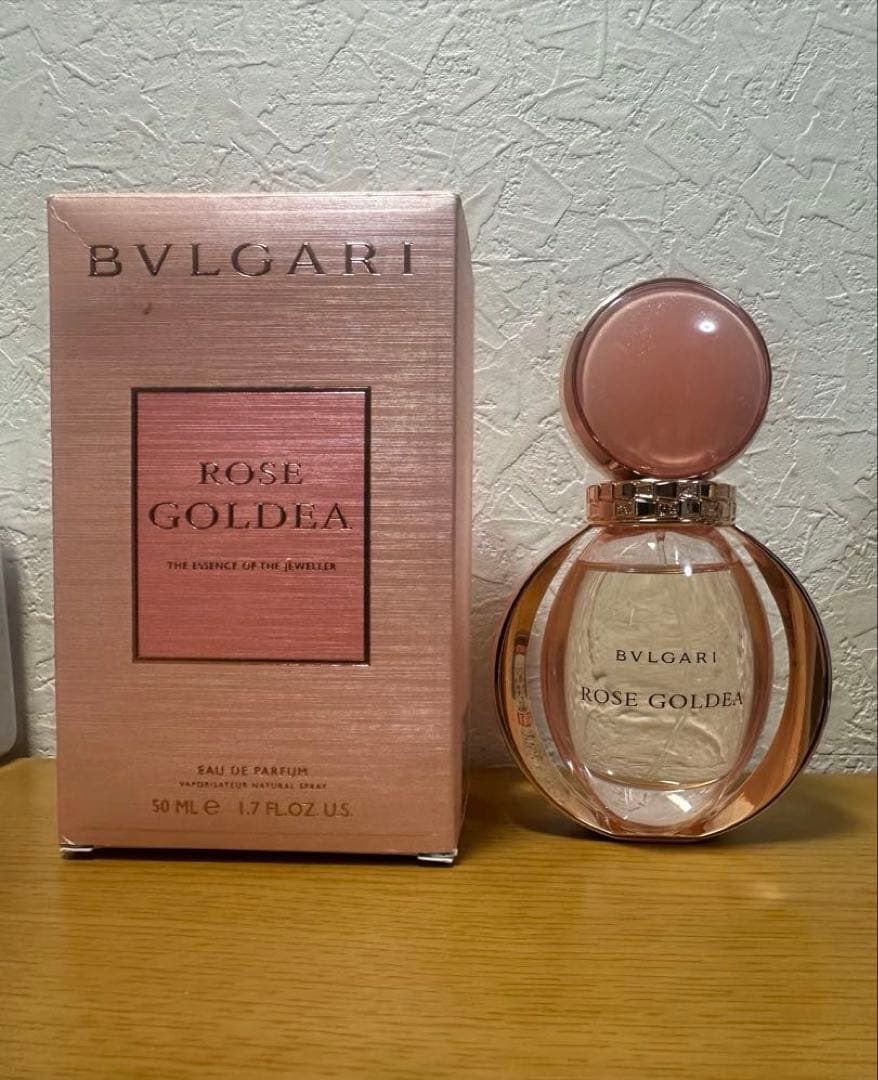 BVLGARI
ROSE
GOLDEA
THE ESSENCE OF THE JEWELLER
EAU DE PARFUM
VAPORISATEUR NATURAL SPRAY
50 ML e 1.7 FL.OZ. U.S.
BVLGARI
ROSE GOLDEA